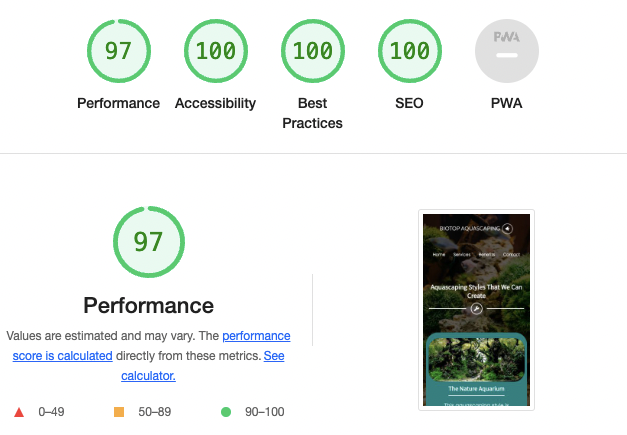 97
100
100
100
PWA
Performance
Accessibility
Best
Practices
SEO
PWA
97
Performance
Values are estimated and may vary. The performance
score is calculated directly from these metrics. See
calculator.
0–49
50–89
90–100
BIOTOP AQUASCAPING
Home Services Benefits Contact
Aquascaping Styles That We Can
Create
The Nature Aquarium